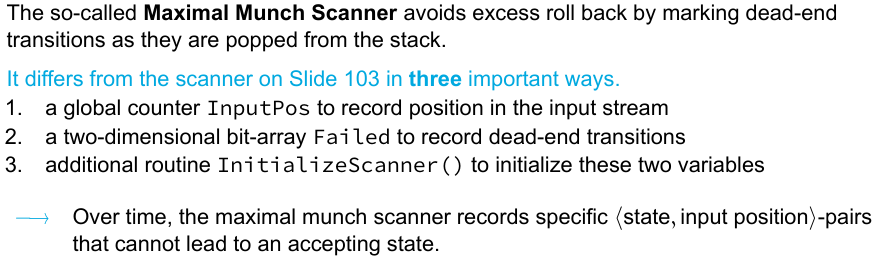 The so-called Maximal Munch Scanner avoids excess roll back by marking dead-end
transitions as they are popped from the stack.
It differs from the scanner on Slide 103 in three important ways.
1. a global counter InputPos to record position in the input stream
2. a two-dimensional bit-array Failed to record dead-end transitions
3. additional routine InitializeScanner() to initialize these two variables
→ Over time, the maximal munch scanner records specific ⟨state, input position⟩-pairs
that cannot lead to an accepting state.